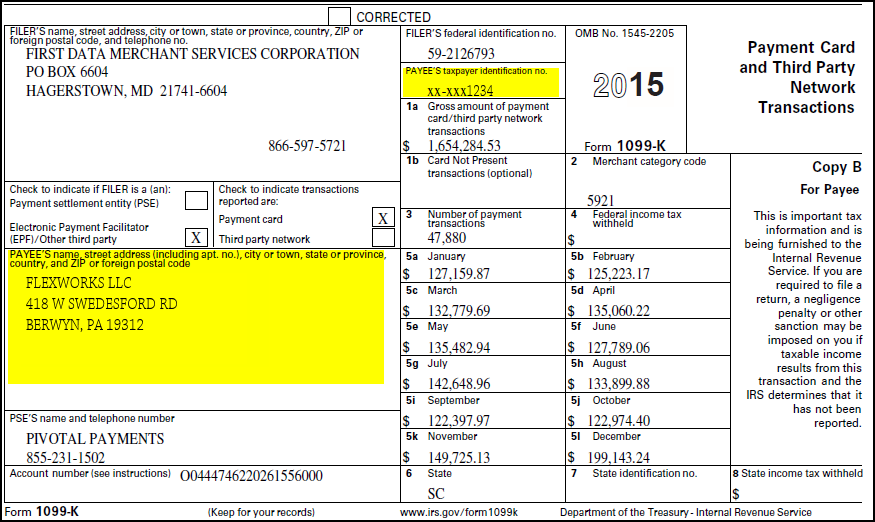 CORRECTED
FILER'S name, street address, city or town, state or province, country, ZIP or
foreign postal code, and telephone no.
FIRST DATA MERCHANT SERVICES CORPORATION
PO BOX 6604
HAGERSTOWN, MD 21741-6604
866-597-5721
FILER'S federal identification no.
59-2126793
PAYEE'S taxpayer identification no.
xx-xxx1234
1a Gross amount of payment
card/third party network
transactions
$ 1,654,284.53
OMB No. 1545-2205
2015
Form 1099-K
Payment Card
and Third Party
Network
Transactions
1b Card Not Present
transactions (optional)
2 Merchant category code
5921
Copy B
For Payee
This is important tax
information and is
being furnished to the
Internal Revenue
Service. If you are
required to file a
return, a negligence
penalty or other
sanction may be
imposed on you if
taxable income
results from this
transaction and the
IRS determines that it
has not been
reported.
Check to indicate if FILER is a (an):
Payment settlement entity (PSE)
Electronic Payment Facilitator
(EPF)/Other third party X
Check to indicate transactions
reported are:
Payment card X
Third party network
3 Number of payment
transactions
47,880
4 Federal income tax
withheld
$
PAYEE'S name, street address (including apt. no.), city or town, state or province,
country, and ZIP or foreign postal code
FLEXWORKS LLC
418 W SWEDESFORD RD
BERWYN, PA 19312
5a January
$ 127,159.87
5b February
$ 125,223.17
5c March
$ 132,779.69
5d April
$ 135,060.22
5e May
$ 135,482.94
5f June
$ 127,789.06
5g July
$ 142,648.96
5h August
$ 133,899.88
5i September
$ 122,397.97
5j October
$ 122,974.40
5k November
$ 149,725.13
5l December
$ 199,143.24
PSE'S name and telephone number
PIVOTAL PAYMENTS
855-231-1502
Account number (see instructions) O0444746220261556000
6 State
SC
7 State identification no.
8 State income tax withheld
$
Form 1099-K (Keep for your records) www.irs.gov/form1099k Department of the Treasury - Internal Revenue Service